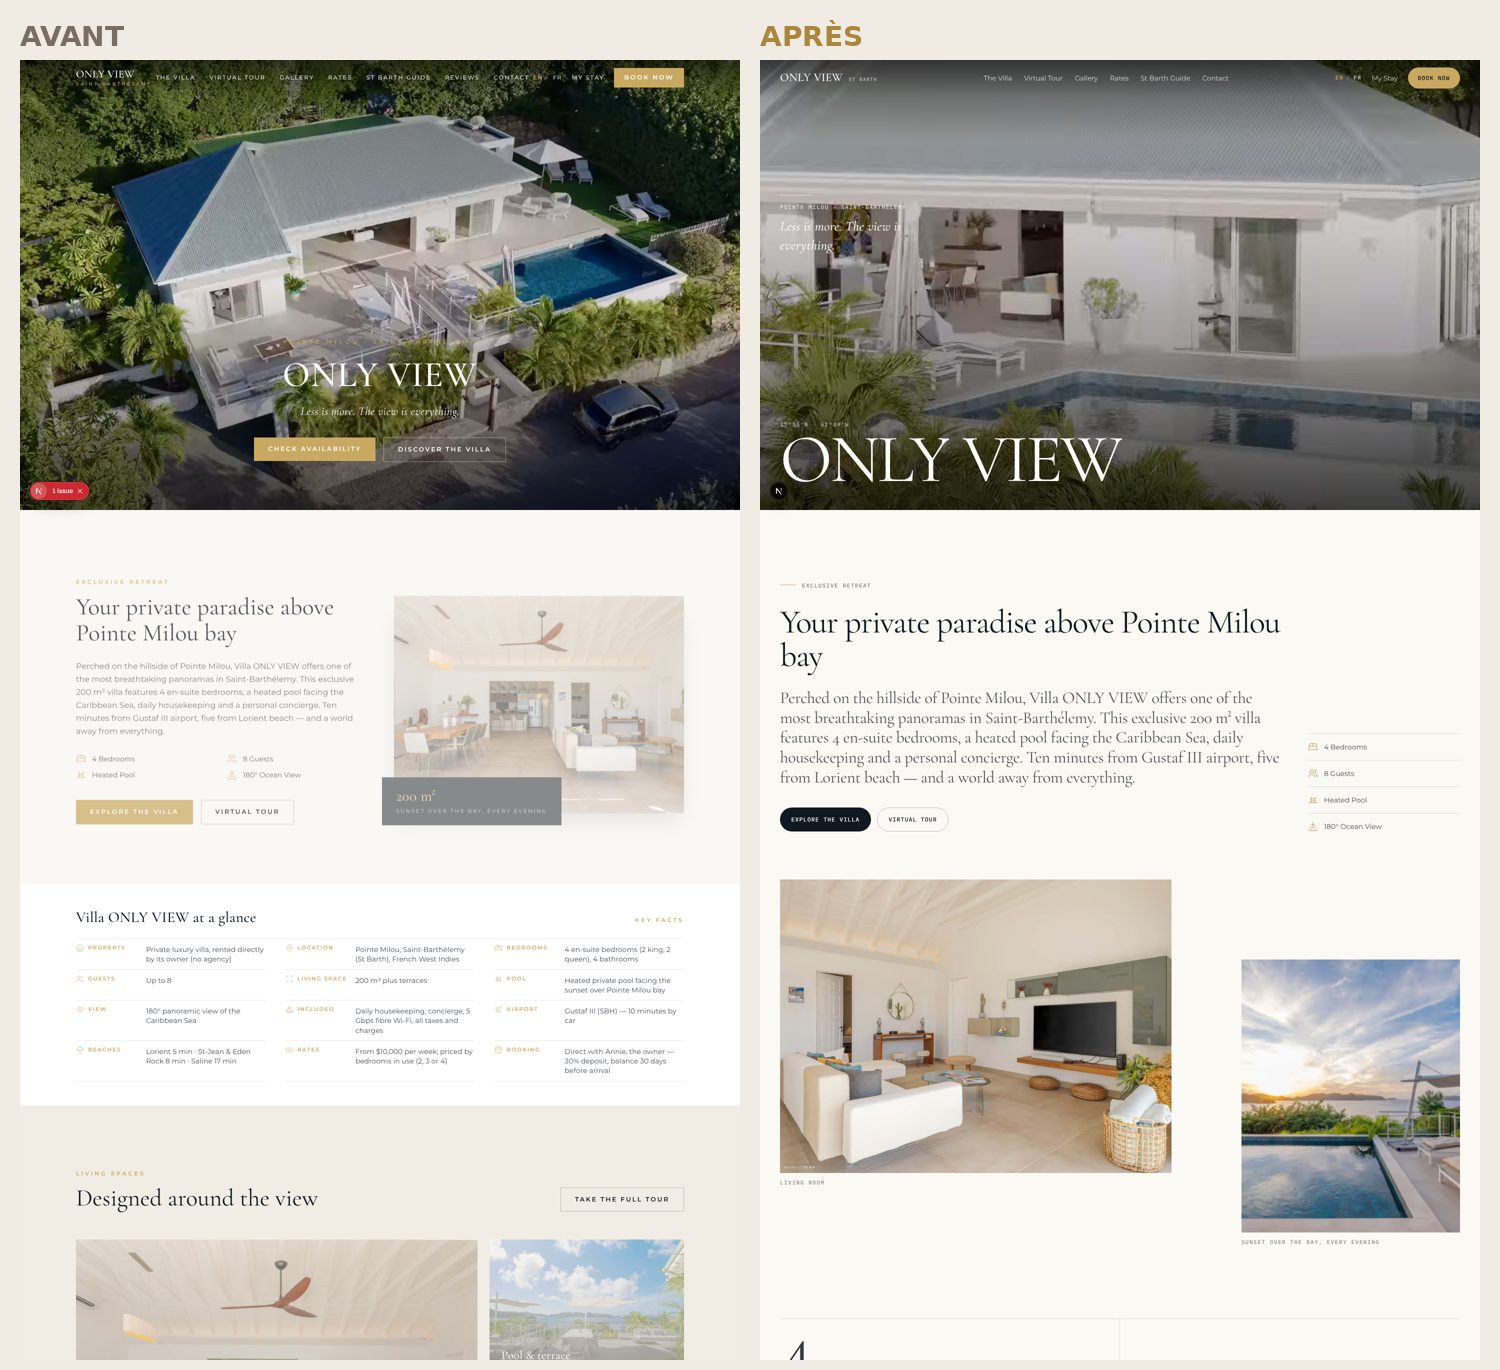 AVANT
ONLY VIEW
SAINT BARTHÉLEMY
THE VILLA
VIRTUAL TOUR
GALLERY
RATES
ST BARTH GUIDE
REVIEWS
CONTACT
EN / FR
MY STAY
BOOK NOW
POINTE MILOU · SAINT-BARTHÉLEMY
ONLY VIEW
Less is more. The view is everything.
CHECK AVAILABILITY
DISCOVER THE VILLA
N 1 Issue ×
EXCLUSIVE RETREAT
Your private paradise above
Pointe Milou bay
Perched on the hillside of Pointe Milou, Villa ONLY VIEW offers one of
the most breathtaking panoramas in Saint-Barthélemy. This exclusive
200 m² villa features 4 en-suite bedrooms, a heated pool facing the
Caribbean Sea, daily housekeeping and a personal concierge. Ten
minutes from Gustaf III airport, five from Lorient beach — and a world
away from everything.
4 Bedrooms
8 Guests
Heated Pool
180° Ocean View
EXPLORE THE VILLA
VIRTUAL TOUR
200 m²
SUNSET OVER THE BAY, EVERY EVENING
Villa ONLY VIEW at a glance
KEY FACTS
PROPERTY
Private luxury villa, rented directly
by its owner (no agency)
LOCATION
Pointe Milou, Saint-Barthélemy
(St Barth), French West Indies
BEDROOMS
4 en-suite bedrooms (2 king, 2
queen), 4 bathrooms
GUESTS
Up to 8
LIVING SPACE
200 m² plus terraces
POOL
Heated private pool facing the
sunset over Pointe Milou bay
VIEW
180° panoramic view of the
Caribbean Sea
INCLUDED
Daily housekeeping, concierge, 5
Gbps fibre Wi-Fi, all taxes and
charges
AIRPORT
Gustaf III (SBH) — 10 minutes by
car
BEACHES
Lorient 5 min · St-Jean & Eden
Rock 8 min · Saline 17 min
RATES
From $10,000 per week; priced by
bedrooms in use (2, 3 or 4)
BOOKING
Direct with Annie, the owner —
30% deposit, balance 30 days
before arrival
LIVING SPACES
Designed around the view
TAKE THE FULL TOUR
Pool & terrace
APRÈS
ONLY VIEW ST BARTH
The Villa
Virtual Tour
Gallery
Rates
St Barth Guide
Contact
EN / FR
My Stay
BOOK NOW
POINTE MILOU · SAINT-BARTHÉLEMY
Less is more. The view is
everything.
17°55'N · 62°49'W
ONLY VIEW
N
EXCLUSIVE RETREAT
Your private paradise above Pointe Milou
bay
Perched on the hillside of Pointe Milou, Villa ONLY VIEW offers one of the
most breathtaking panoramas in Saint-Barthélemy. This exclusive 200 m² villa
features 4 en-suite bedrooms, a heated pool facing the Caribbean Sea, daily
housekeeping and a personal concierge. Ten minutes from Gustaf III airport, five
from Lorient beach — and a world away from everything.
4 Bedrooms
8 Guests
Heated Pool
180° Ocean View
EXPLORE THE VILLA
VIRTUAL TOUR
LIVING ROOM
SUNSET OVER THE BAY, EVERY EVENING
4